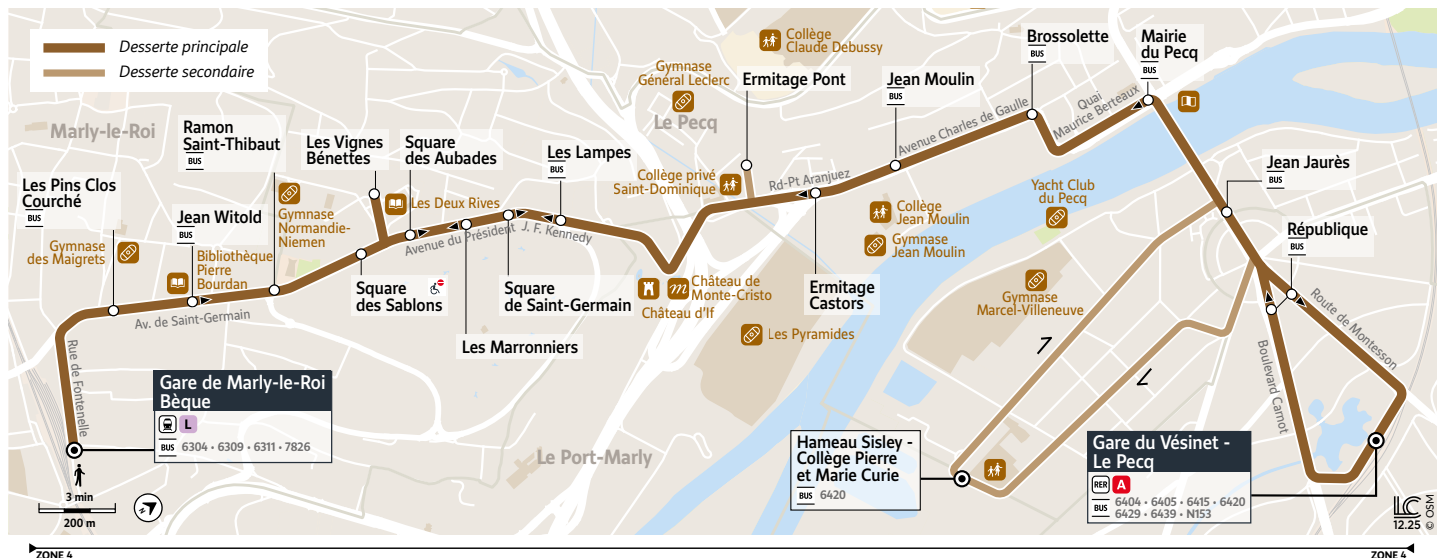 Desserte principale
Desserte secondaire
Marly-le-Roi
Le Pecq
Le Port-Marly
Les Pins Clos
Courché
BUS
Gymnase
des Maigrets
Jean Witold
BUS
Bibliothèque
Pierre
Bourdan
Ramon
Saint-Thibaut
BUS
Gymnase
Normandie-
Niemen
Les Vignes
Bénettes
Les Deux Rives
Square
des Aubades
BUS
Square
des Sablons
Les Marronniers
Square
de Saint-Germain
Les Lampes
BUS
Château d'If
Château de
Monte-Cristo
Collège privé
Saint-Dominique
Gymnase
Général Leclerc
Collège
Claude Debussy
Ermitage Pont
Ermitage
Castors
Les Pyramides
Jean Moulin
BUS
Collège
Jean Moulin
Gymnase
Jean Moulin
Brossolette
BUS
Mairie
du Pecq
BUS
Yacht Club
du Pecq
Gymnase
Marcel-Villeneuve
Jean Jaurès
BUS
République
BUS
Rue de Fontenelle
Av. de Saint-Germain
Avenue du Président J. F. Kennedy
Rd-Pt Aranjuez
Avenue Charles de Gaulle
Quai
Maurice Berteaux
Route de Montesson
Boulevard Carnot
Gare de Marly-le-Roi
Bèque
L
BUS 6304 • 6309 • 6311 • 7826
Hameau Sisley -
Collège Pierre
et Marie Curie
BUS 6420
Gare du Vésinet -
Le Pecq
RER A
BUS 6404 • 6405 • 6415 • 6420
6429 • 6439 • N153
3 min
200 m
LC
12.25 © OSM
ZONE 4
ZONE 4